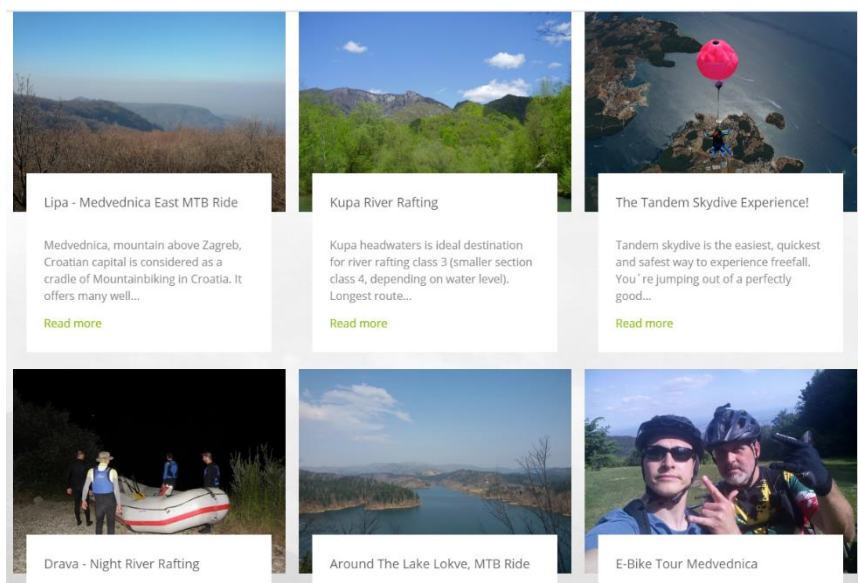 Lipa - Medvednica East MTB Ride
Medvednica, mountain above Zagreb,
Croatian capital is considered as a
cradle of Mountainbiking in Croatia. It
offers many well...
Read more
Kupa River Rafting
Kupa headwaters is ideal destination
for river rafting class 3 (smaller section
class 4, depending on water level).
Longest route...
Read more
The Tandem Skydive Experience!
Tandem skydive is the easiest, quickest
and safest way to experience freefall.
You´re jumping out of a perfectly
good...
Read more
Drava - Night River Rafting
Around The Lake Lokve, MTB Ride
E-Bike Tour Medvednica